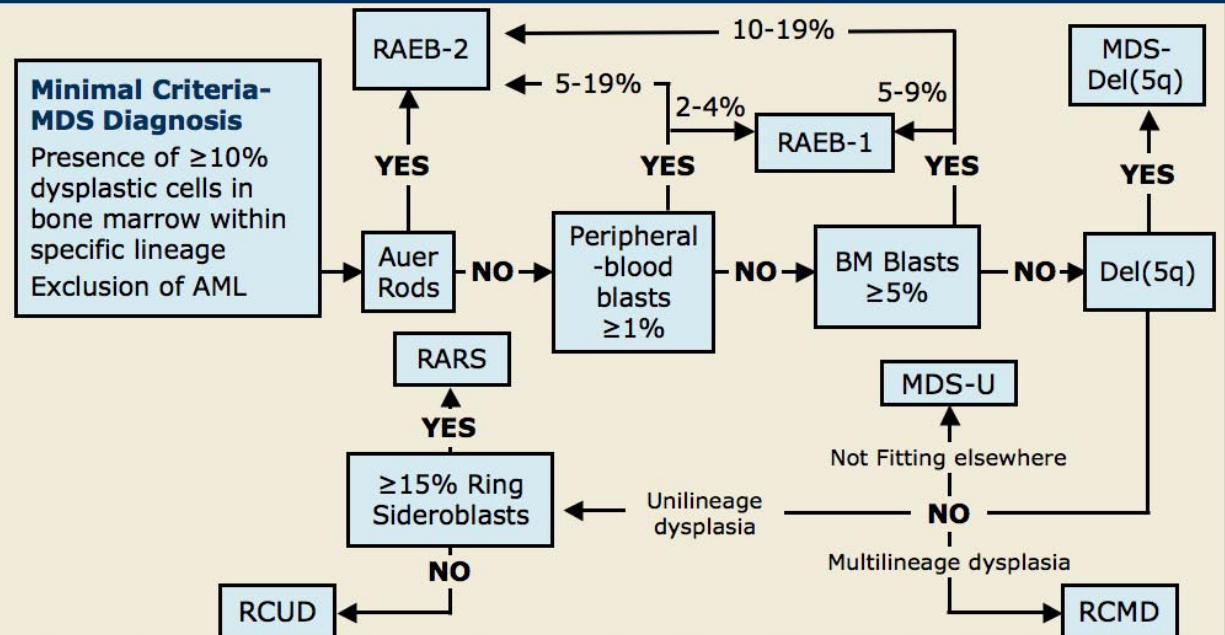 Minimal Criteria-
MDS Diagnosis
Presence of ≥10%
dysplastic cells in
bone marrow within
specific lineage
Exclusion of AML
RAEB-2
10-19%
5-19%
2-4%
5-9%
RAEB-1
MDS-
Del(5q)
YES
YES
YES
YES
Auer
Rods
NO
Peripheral
-blood
blasts
≥1%
NO
BM Blasts
≥5%
NO
Del(5q)
RARS
YES
≥15% Ring
Sideroblasts
NO
RCUD
Unilineage
dysplasia
MDS-U
Not Fitting elsewhere
NO
Multilineage dysplasia
RCMD